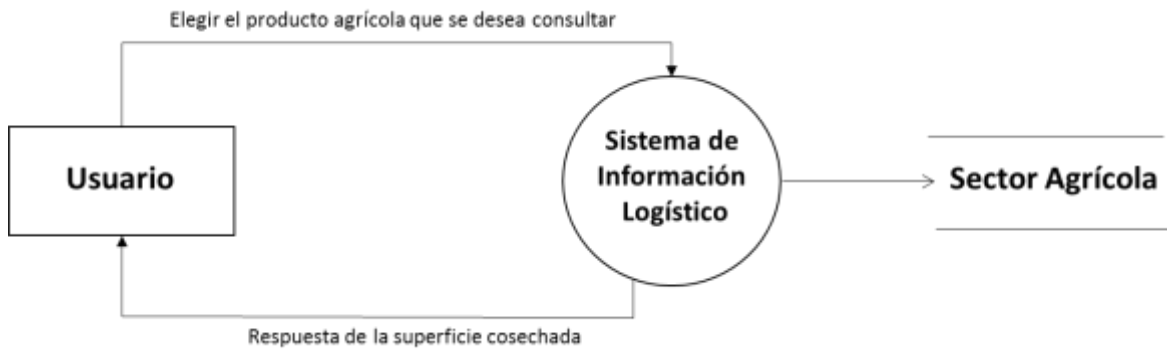 Elegir el producto agrícola que se desea consultar
Usuario
Sistema de
Información
Logístico
Sector Agrícola
Respuesta de la superficie cosechada